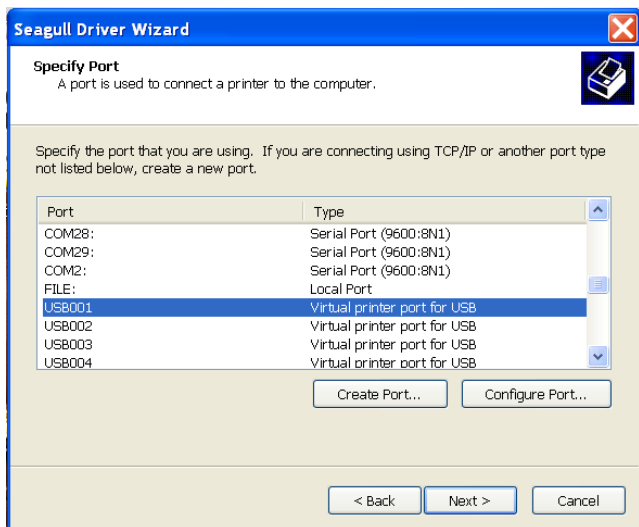 Seagull Driver Wizard
Specify Port
A port is used to connect a printer to the computer.
Specify the port that you are using. If you are connecting using TCP/IP or another port type
not listed below, create a new port.
Port Type
COM28: Serial Port (9600:8N1)
COM29: Serial Port (9600:8N1)
COM2: Serial Port (9600:8N1)
FILE: Local Port
USB001 Virtual printer port for USB
USB002 Virtual printer port for USB
USB003 Virtual printer port for USB
USB004 Virtual printer port for USB
Create Port... Configure Port...
< Back Next > Cancel